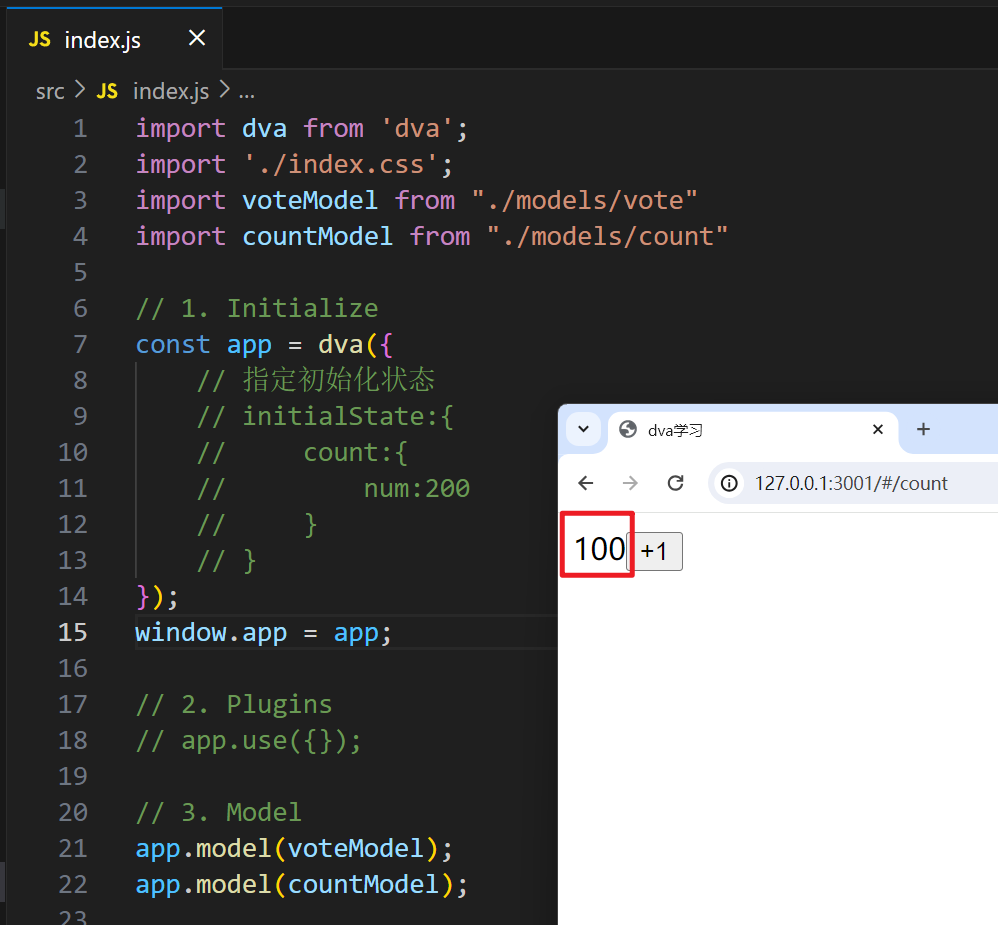 JS index.js
src > JS index.js > ...
1 import dva from 'dva';
2 import './index.css';
3 import voteModel from "./models/vote"
4 import countModel from "./models/count"
5
6 // 1. Initialize
7 const app = dva({
8 // 指定初始化状态
9 // initialState:{
10 // count:{
11 // num:200
12 // }
13 // }
14 });
15 window.app = app;
16
17 // 2. Plugins
18 // app.use({});
19
20 // 3. Model
21 app.model(voteModel);
22 app.model(countModel);
23
dva学习
127.0.0.1:3001/#/count
100 +1